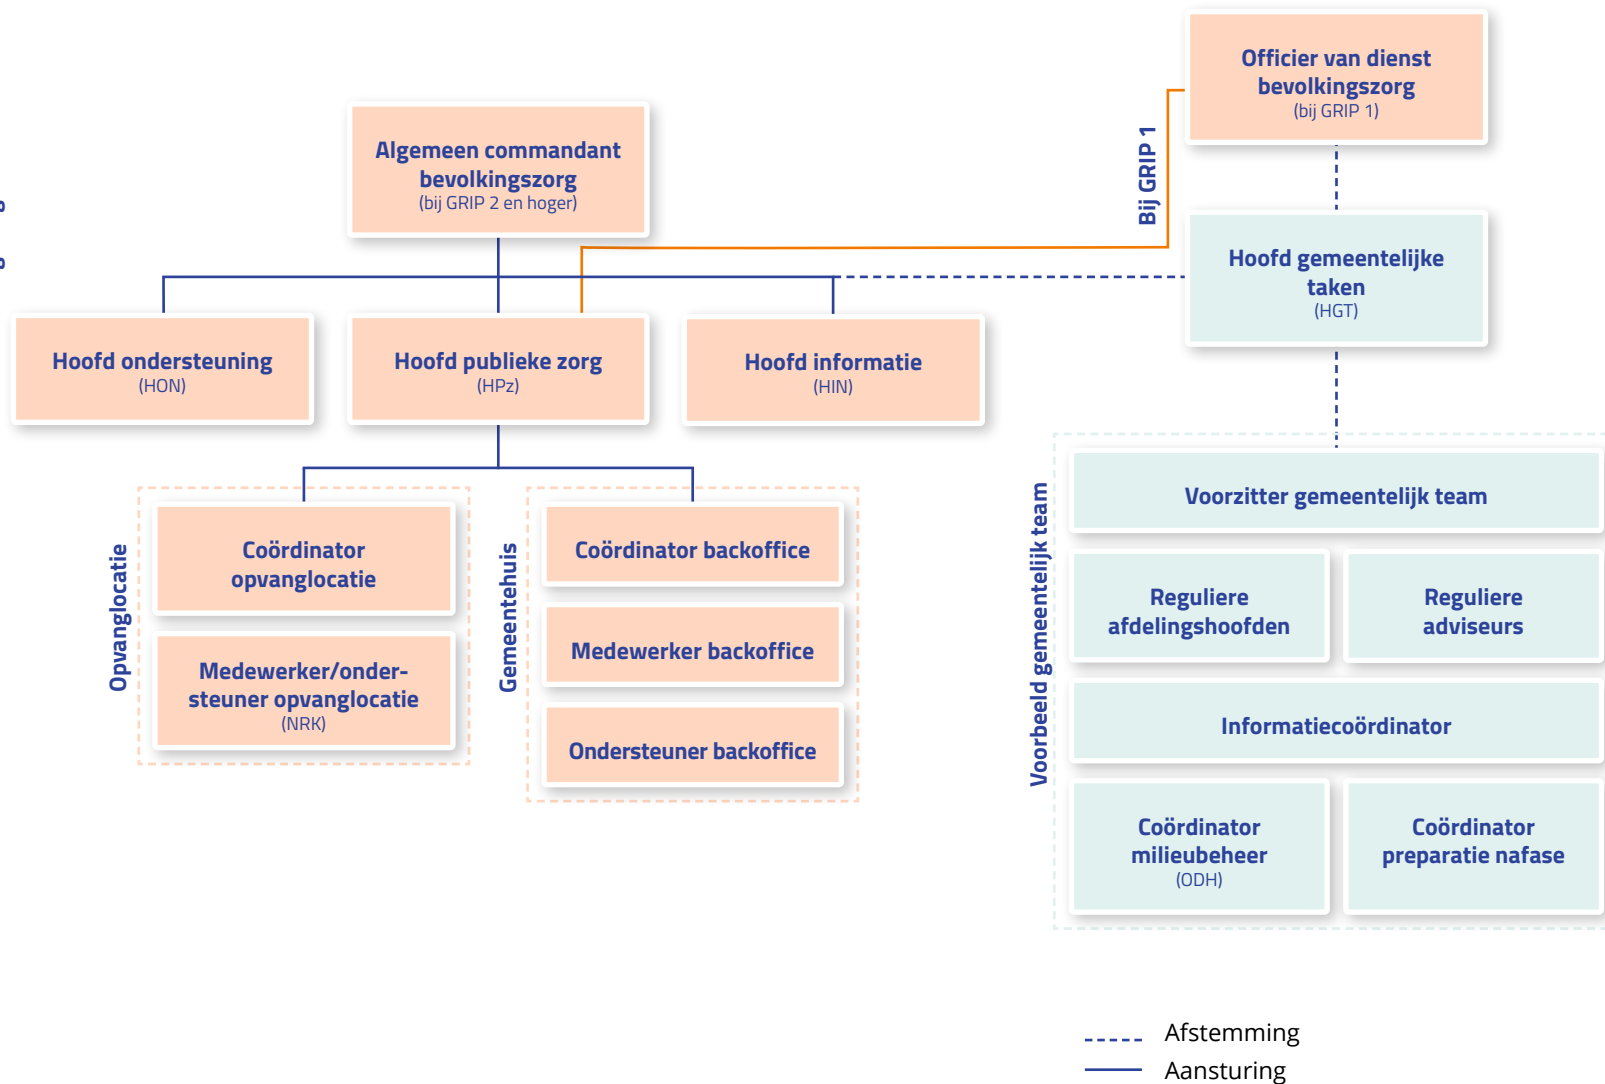 Officier van dienst
bevolkingszorg
(bij GRIP 1)
Algemeen commandant
bevolkingszorg
(bij GRIP 2 en hoger)
Bij GRIP 1
Hoofd gemeentelijke
taken
(HGT)
Hoofd ondersteuning
(HON)
Hoofd publieke zorg
(HPz)
Hoofd informatie
(HIN)
Opvanglocatie
Coördinator
opvanglocatie
Medewerker/onder-
steuner opvanglocatie
(NRK)
Gemeentehuis
Coördinator backoffice
Medewerker backoffice
Ondersteuner backoffice
Voorbeeld gemeentelijk team
Voorzitter gemeentelijk team
Reguliere
afdelingshoofden
Reguliere
adviseurs
Informatiecoördinator
Coördinator
milieubeheer
(ODH)
Coördinator
preparatie nafase
Afstemming
Aansturing